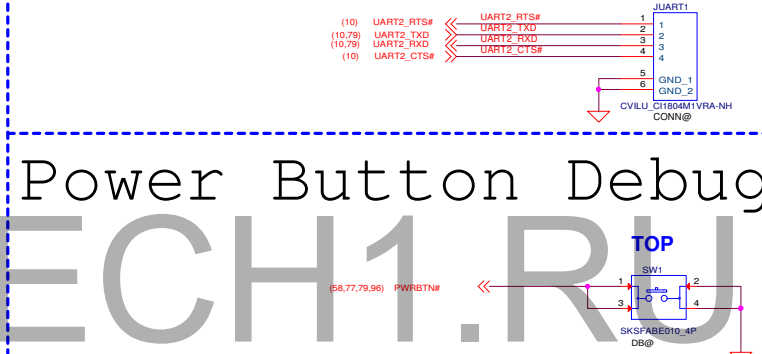 JUART1
(10) UART2_RTS# UART2_RTS# 1 1
(10,79) UART2_TXD UART2_TXD 2 2
(10,79) UART2_RXD UART2_RXD 3 3
(10) UART2_CTS# UART2_CTS# 4 4
5 GND_1
6 GND_2
CVILU_CI1804M1VRA-NH
CONN@
Power Button Debug
ECH1.RU
TOP
SW1
(58,77,79,96) PWRBTN# 1 2
3 4
SKSFABE010_4P
DB@